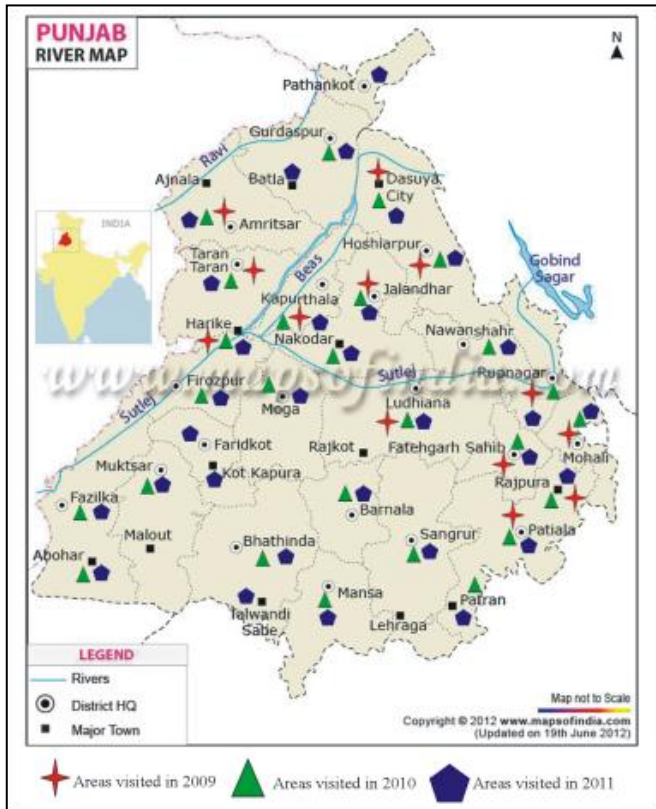 PUNJAB
RIVER MAP
N
Pathankot
Gurdaspur
Ravi
Ajnala
Batla
Dasuya
City
INDIA
Amritsar
Hoshiarpur
Taran
Taran
Beas
Gobind
Sagar
Kapurthala
Jalandhar
Harike
Nakodar
Nawanshahr
www.mapsofindia.com
Sutlej
Rupnagar
Firozpur
Sutlej
Moga
Ludhiana
Faridkot
Rajkot
Fatehgarh Sahib
Mohali
Muktsar
Kot Kapura
Rajpura
Fazilka
Barnala
Malout
Bhathinda
Sangrur
Patiala
Abohar
Mansa
Patran
Talwandi
Sabe
Lehraga
LEGEND
Rivers
District HQ
Major Town
Map not to Scale
Copyright © 2012 www.mapsofindia.com
(Updated on 19th June 2012)
Areas visited in 2009
Areas visited in 2010
Areas visited in 2011